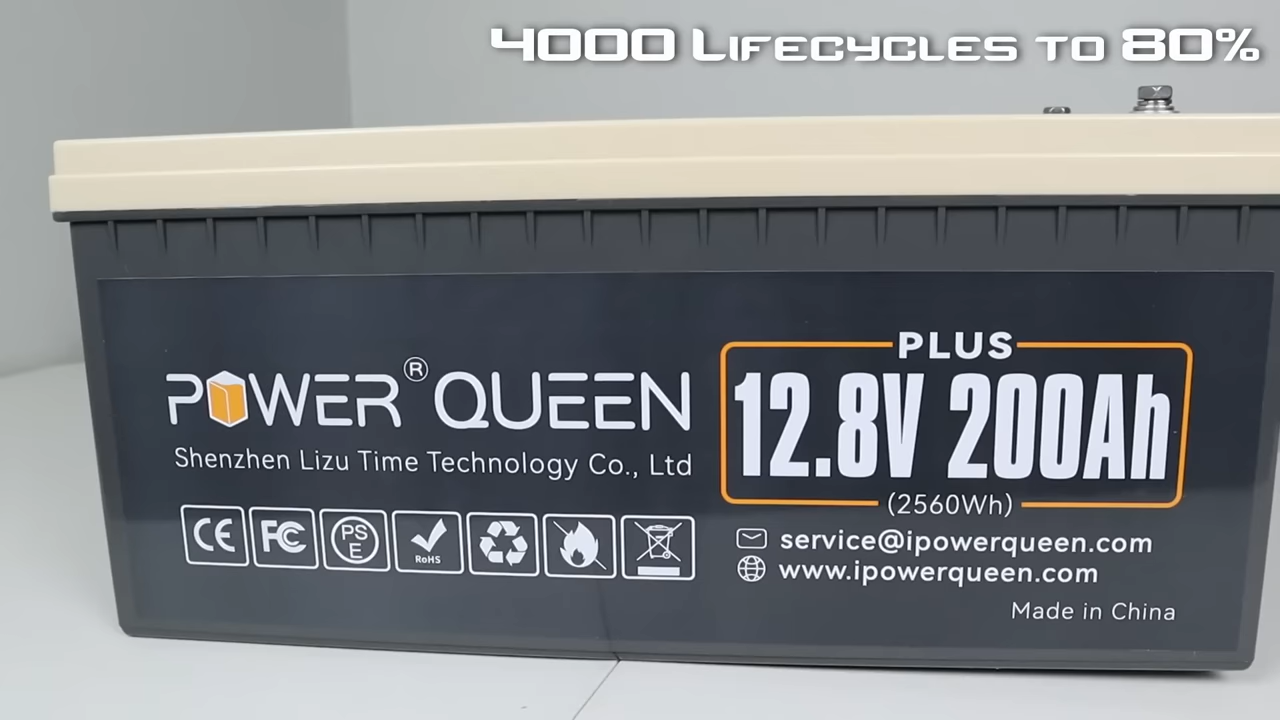 4000 Lifecycles to 80%
POWER® QUEEN
Shenzhen Lizu Time Technology Co., Ltd
CE FC PSE RoHS
PLUS
12.8V 200Ah
(2560Wh)
service@ipowerqueen.com
www.ipowerqueen.com
Made in China